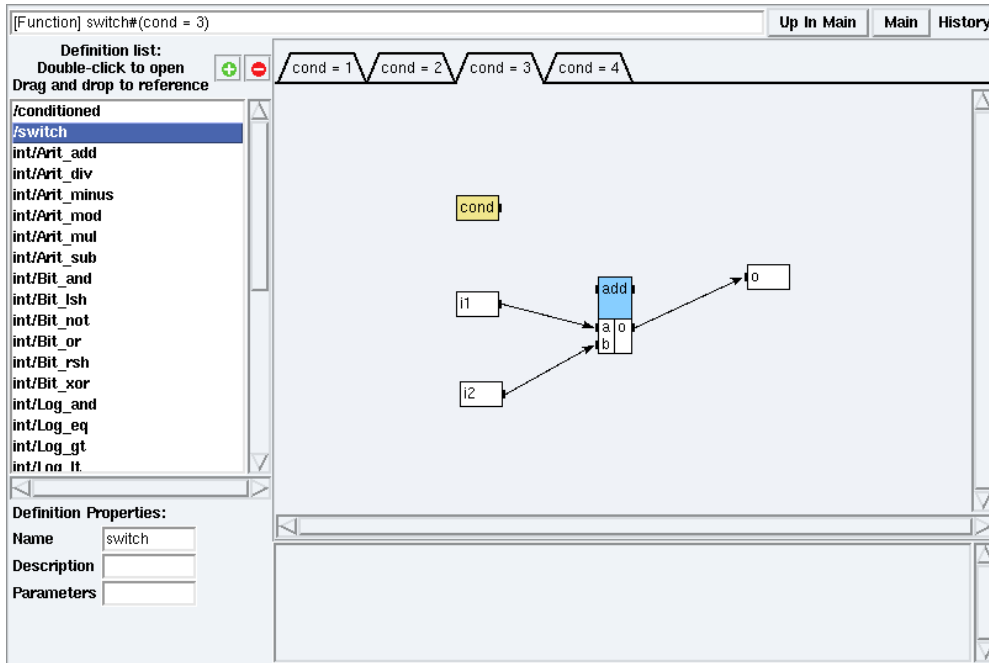 [Function] switch#(cond = 3)
Up In Main
Main
History
Definition list:
Double-click to open
Drag and drop to reference
/conditioned
/switch
int/Arit_add
int/Arit_div
int/Arit_minus
int/Arit_mod
int/Arit_mul
int/Arit_sub
int/Bit_and
int/Bit_lsh
int/Bit_not
int/Bit_or
int/Bit_rsh
int/Bit_xor
int/Log_and
int/Log_eq
int/Log_gt
int/Log_lt
Definition Properties:
Name switch
Description
Parameters
cond = 1 cond = 2 cond = 3 cond = 4
cond
add
o
i1
a o
b
i2